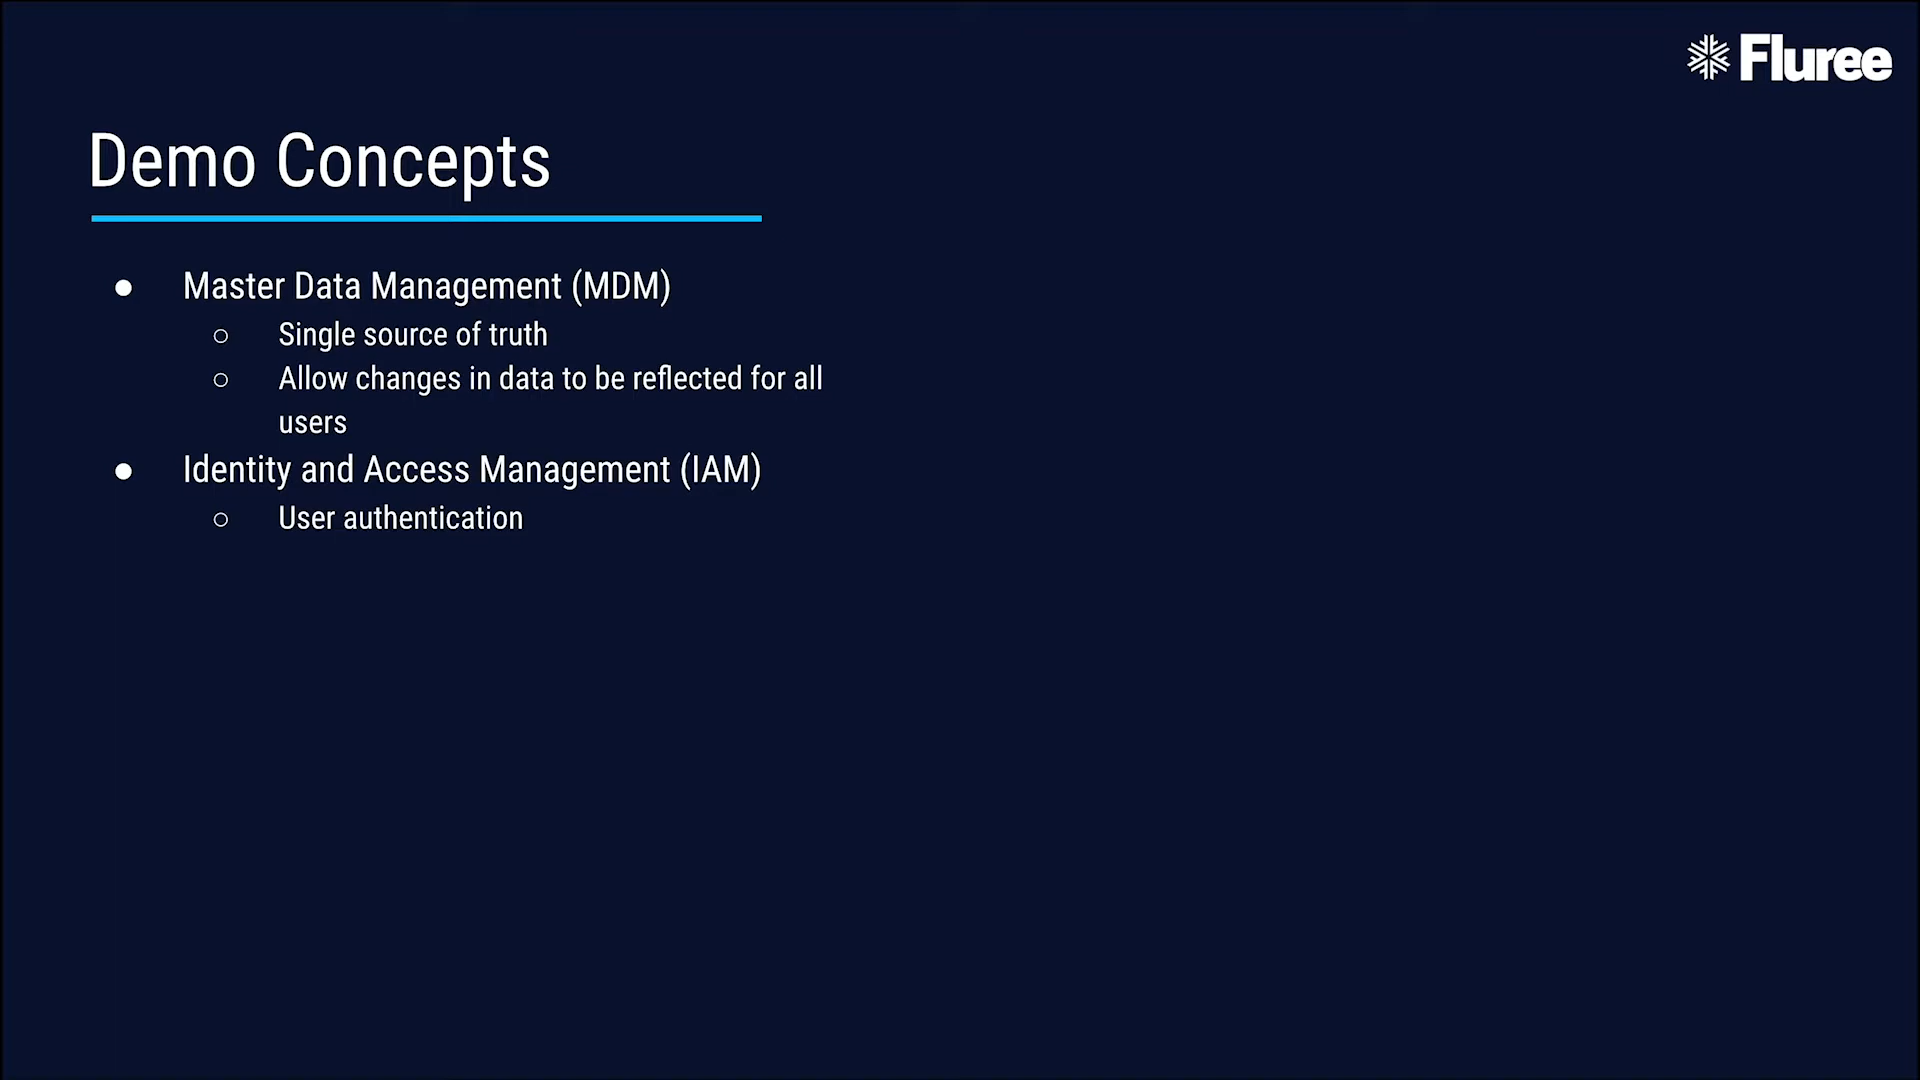 Fluree
Demo Concepts
● Master Data Management (MDM)
○ Single source of truth
○ Allow changes in data to be reflected for all
users
● Identity and Access Management (IAM)
○ User authentication